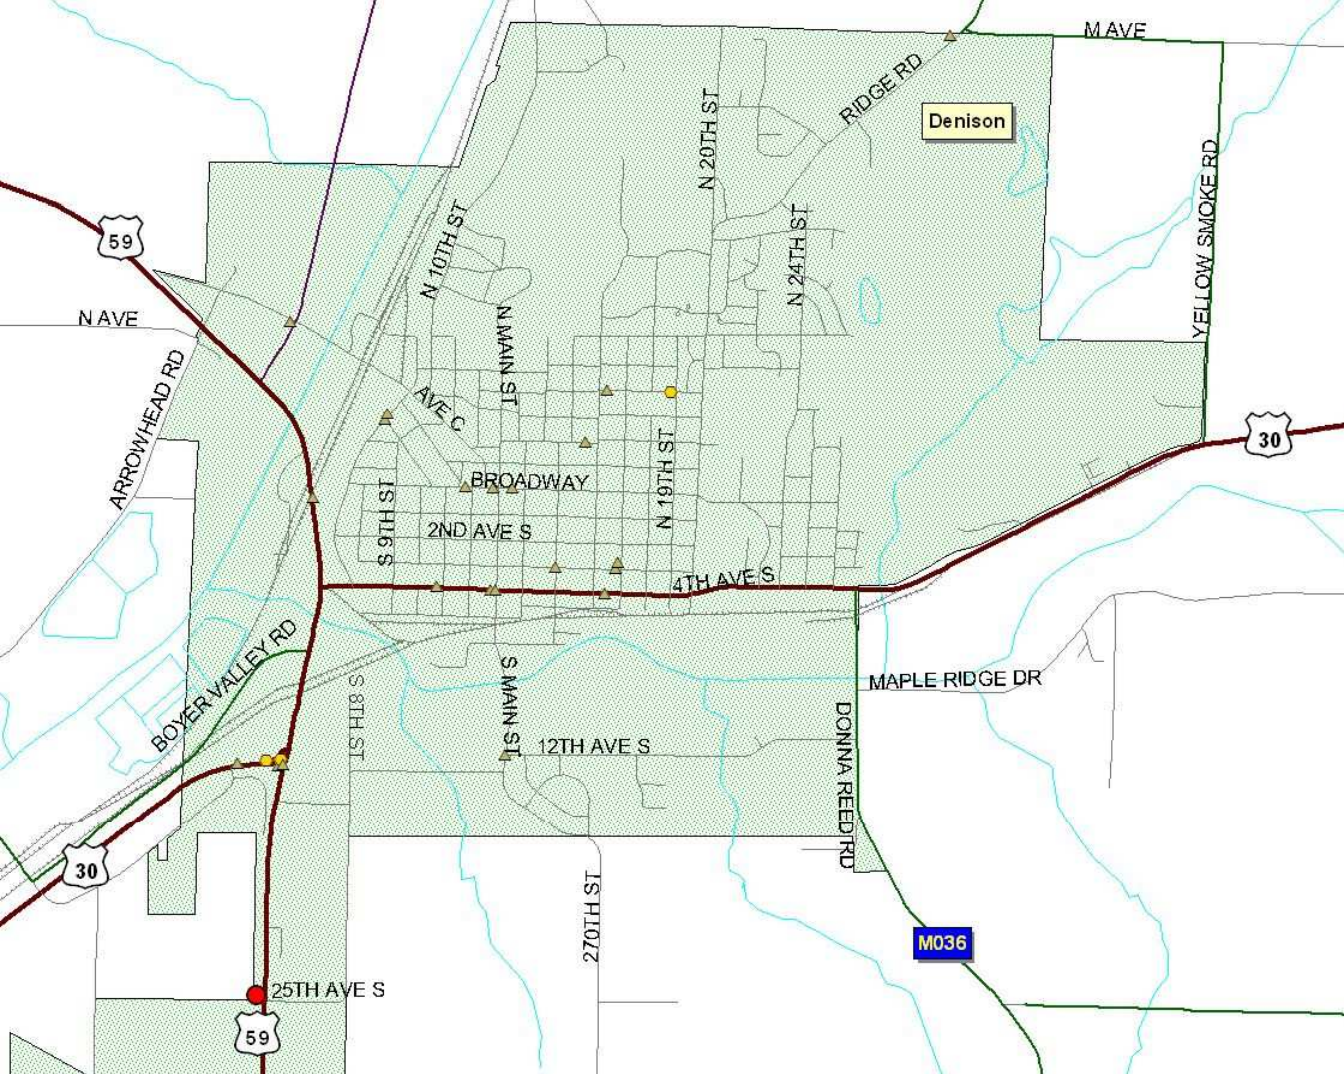 M AVE
RIDGE RD
Denison
N 20TH ST
YELLOW SMOKE RD
59
N 10TH ST
N 24TH ST
N AVE
N MAIN ST
ARROWHEAD RD
AVE C
30
BROADWAY
N 19TH ST
S 9TH ST
2ND AVE S
4TH AVE S
BOYER VALLEY RD
S 8TH ST
S MAIN ST
MAPLE RIDGE DR
12TH AVE S
DONNA REED RD
30
270TH ST
M036
25TH AVE S
59